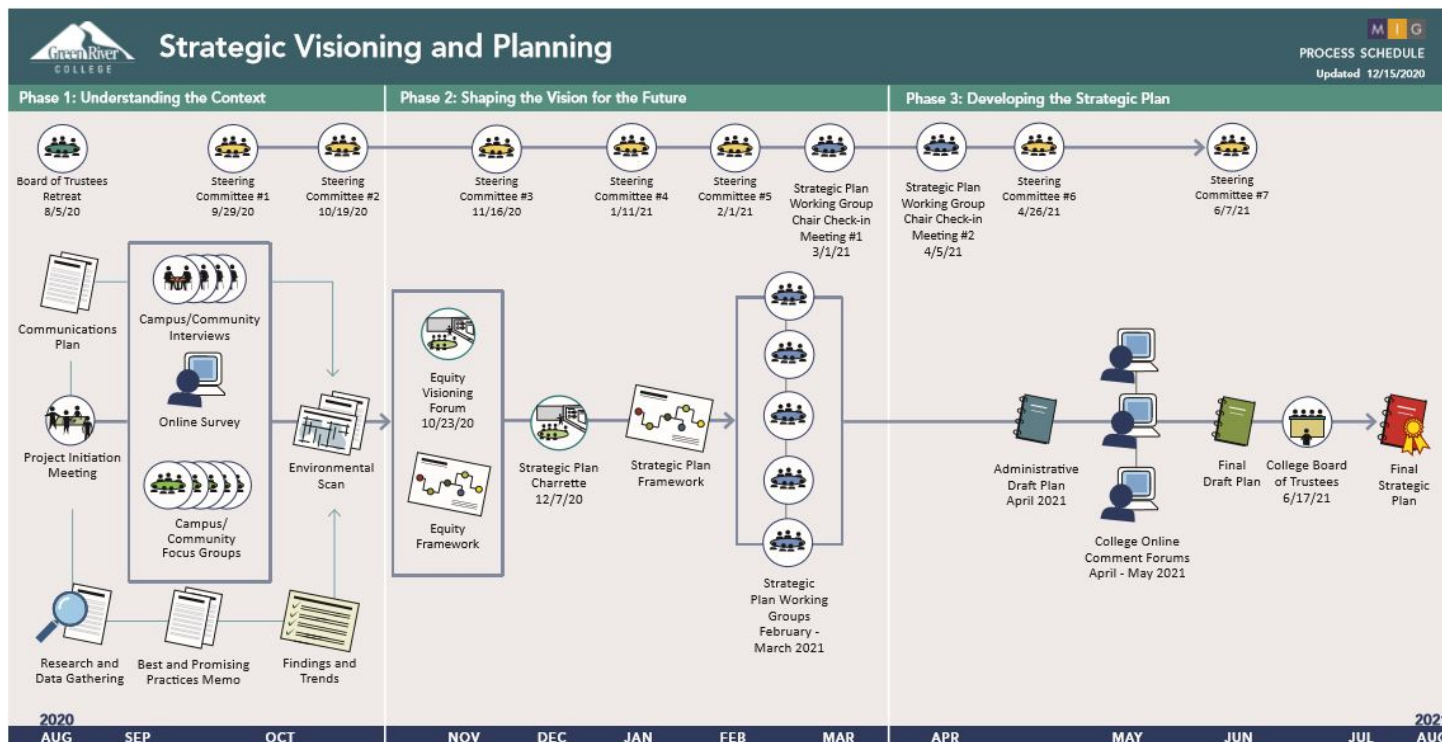 Green River
COLLEGE
Strategic Visioning and Planning
M I G
PROCESS SCHEDULE
Updated 12/15/2020
Phase 1: Understanding the Context
Phase 2: Shaping the Vision for the Future
Phase 3: Developing the Strategic Plan
Board of Trustees
Retreat
8/5/20
Steering
Committee #1
9/29/20
Steering
Committee #2
10/19/20
Steering
Committee #3
11/16/20
Steering
Committee #4
1/11/21
Steering
Committee #5
2/1/21
Strategic Plan
Working Group
Chair Check-in
Meeting #1
3/1/21
Strategic Plan
Working Group
Chair Check-in
Meeting #2
4/5/21
Steering
Committee #6
4/26/21
Steering
Committee #7
6/7/21
Communications
Plan
Campus/Community
Interviews
Project Initiation
Meeting
Online Survey
Campus/
Community
Focus Groups
Environmental
Scan
Research and
Data Gathering
Best and Promising
Practices Memo
Findings and
Trends
Equity
Visioning
Forum
10/23/20
Equity
Framework
Strategic Plan
Charrette
12/7/20
Strategic Plan
Framework
Strategic
Plan Working
Groups
February -
March 2021
Administrative
Draft Plan
April 2021
College Online
Comment Forums
April - May 2021
Final
Draft Plan
College Board
of Trustees
6/17/21
Final
Strategic
Plan
2020
AUG SEP OCT NOV DEC JAN FEB MAR APR MAY JUN JUL AUG